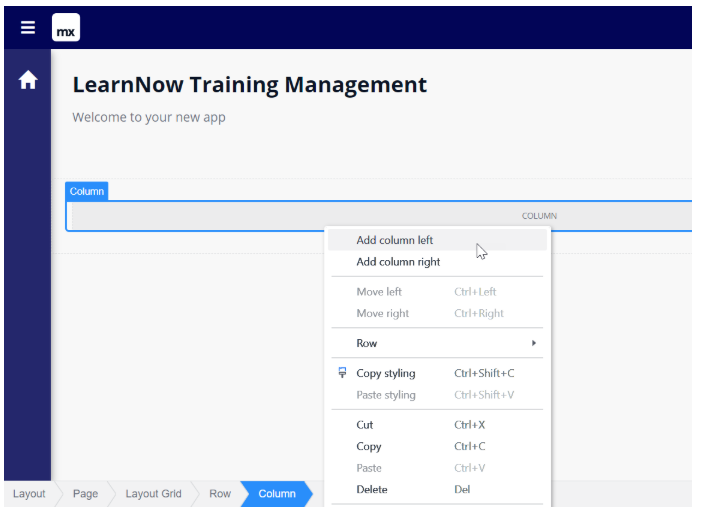 mx
LearnNow Training Management
Welcome to your new app
Column
COLUMN
Add column left
Add column right
Move left Ctrl+Left
Move right Ctrl+Right
Row
Copy styling Ctrl+Shift+C
Paste styling Ctrl+Shift+V
Cut Ctrl+X
Copy Ctrl+C
Paste Ctrl+V
Delete Del
Layout Page Layout Grid Row Column